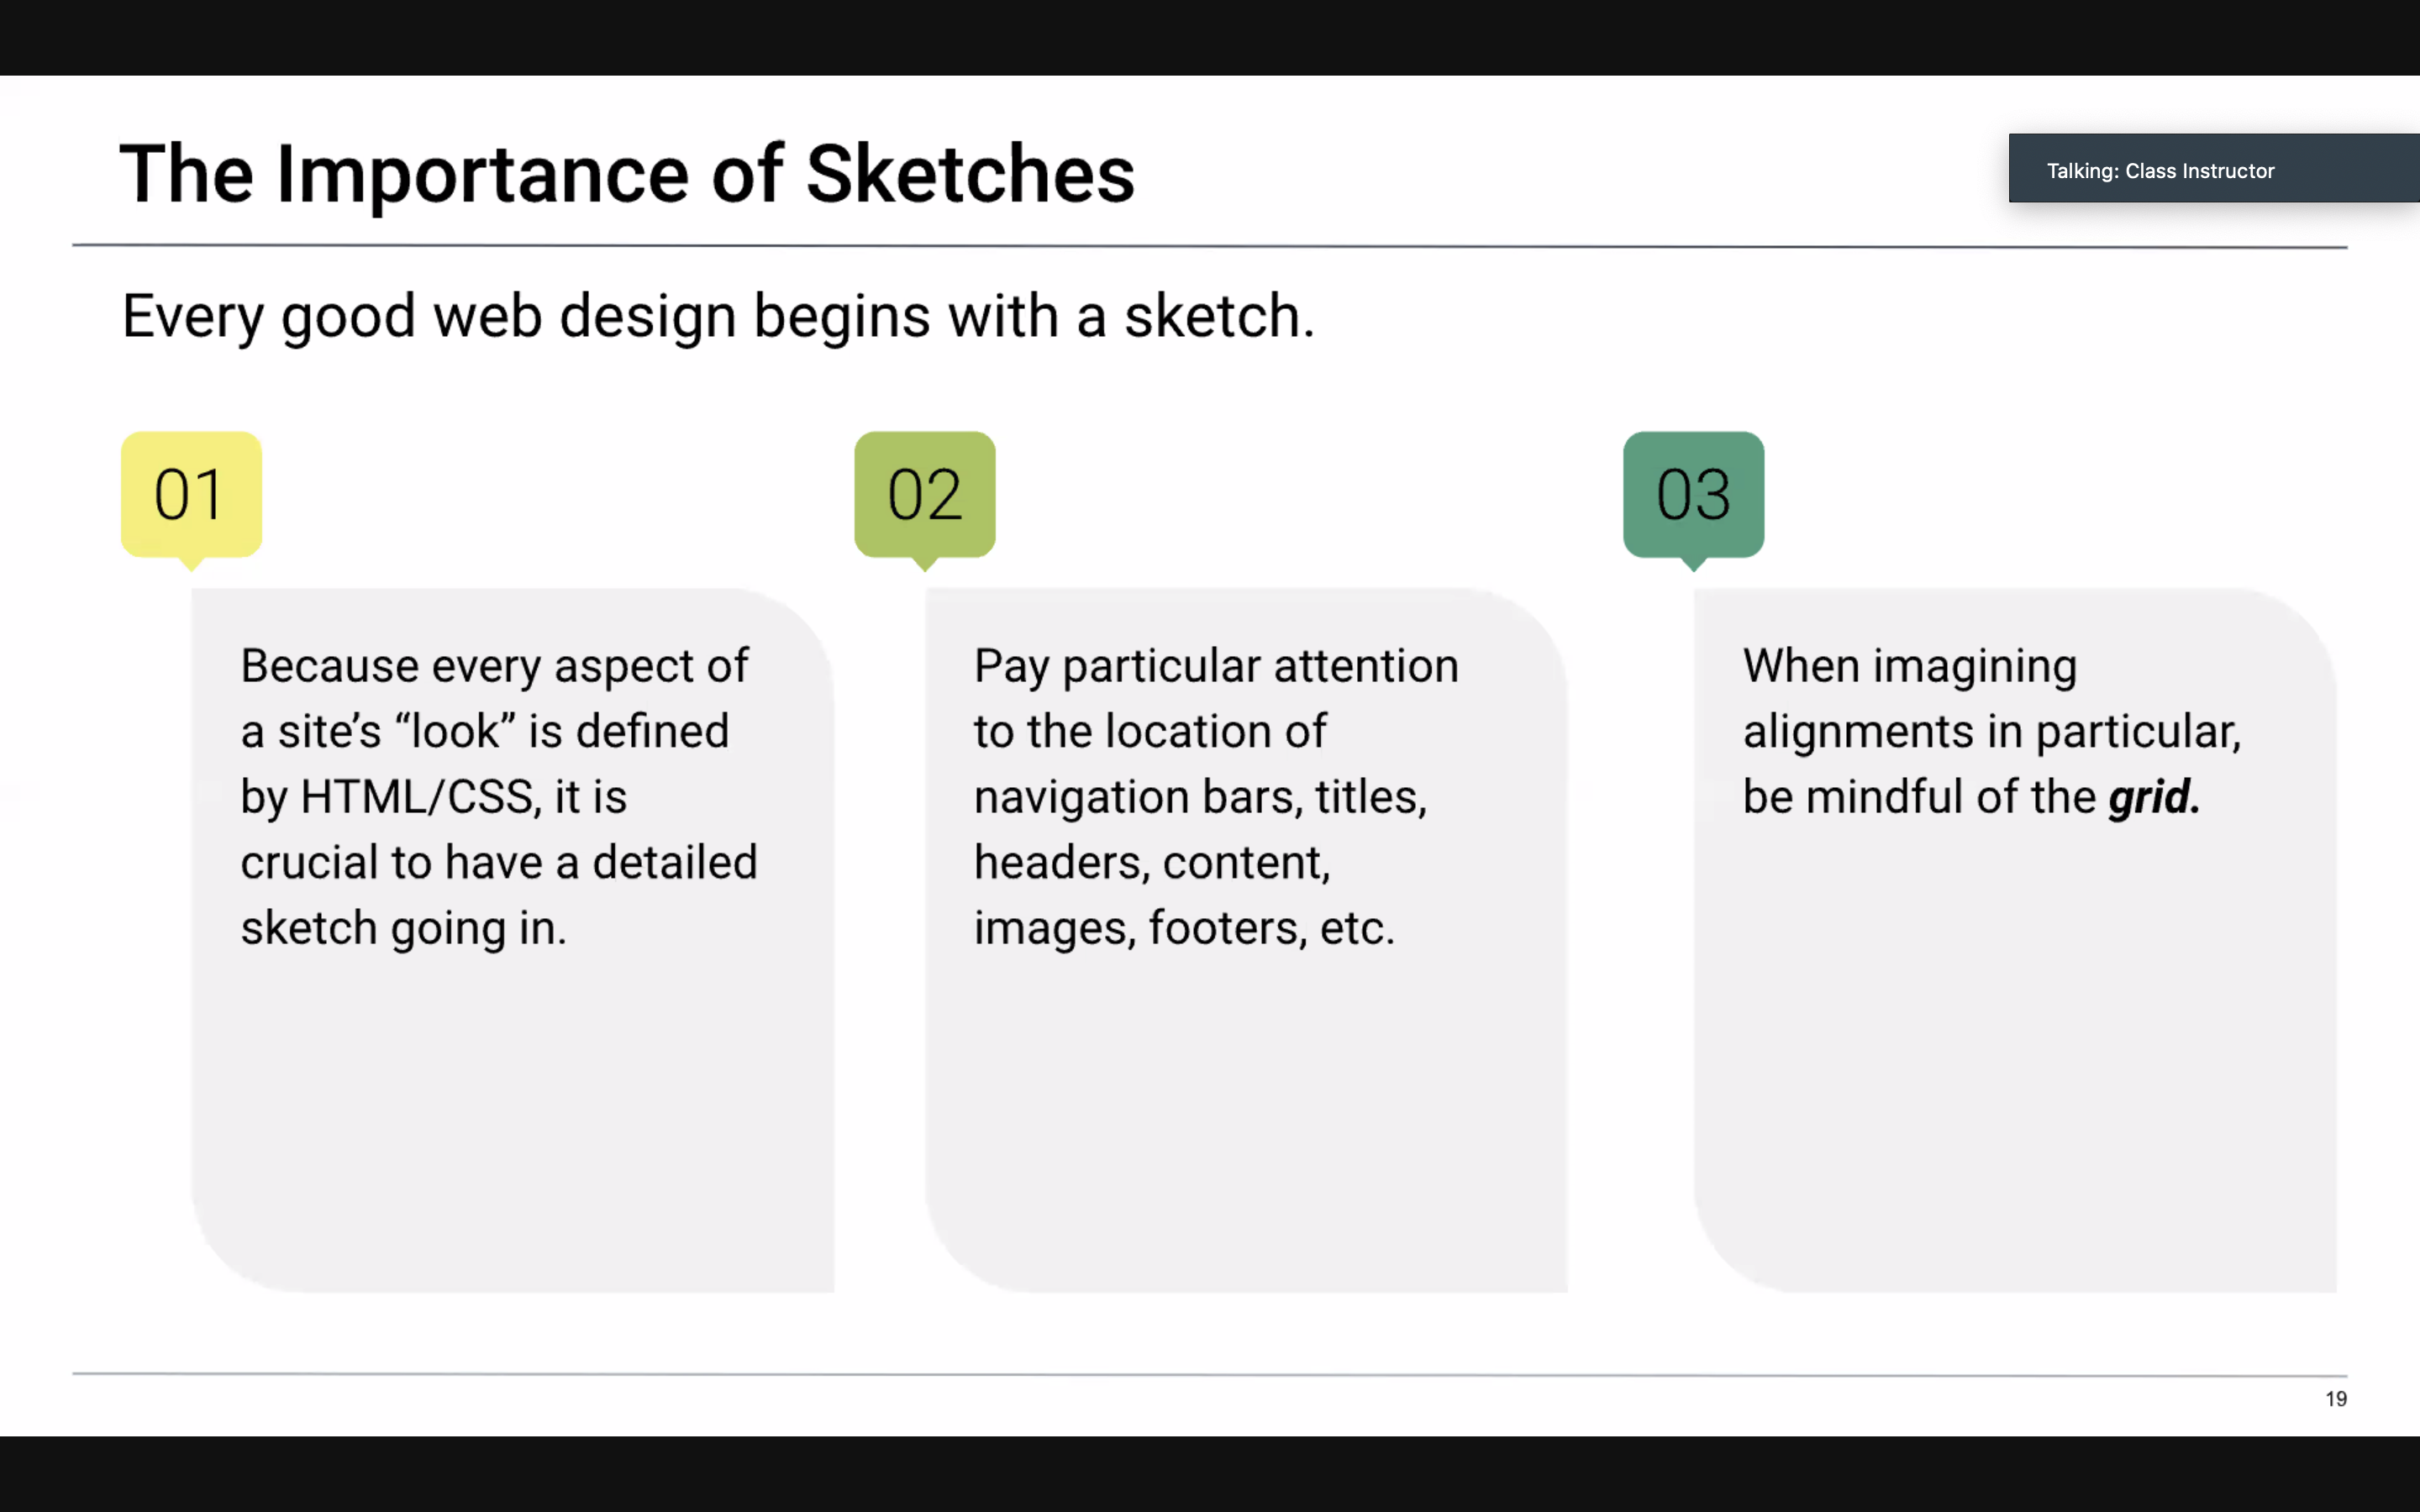 The Importance of Sketches
Talking: Class Instructor
Every good web design begins with a sketch.
01
Because every aspect of
a site’s “look” is defined
by HTML/CSS, it is
crucial to have a detailed
sketch going in.
02
Pay particular attention
to the location of
navigation bars, titles,
headers, content,
images, footers, etc.
03
When imagining
alignments in particular,
be mindful of the grid.
19